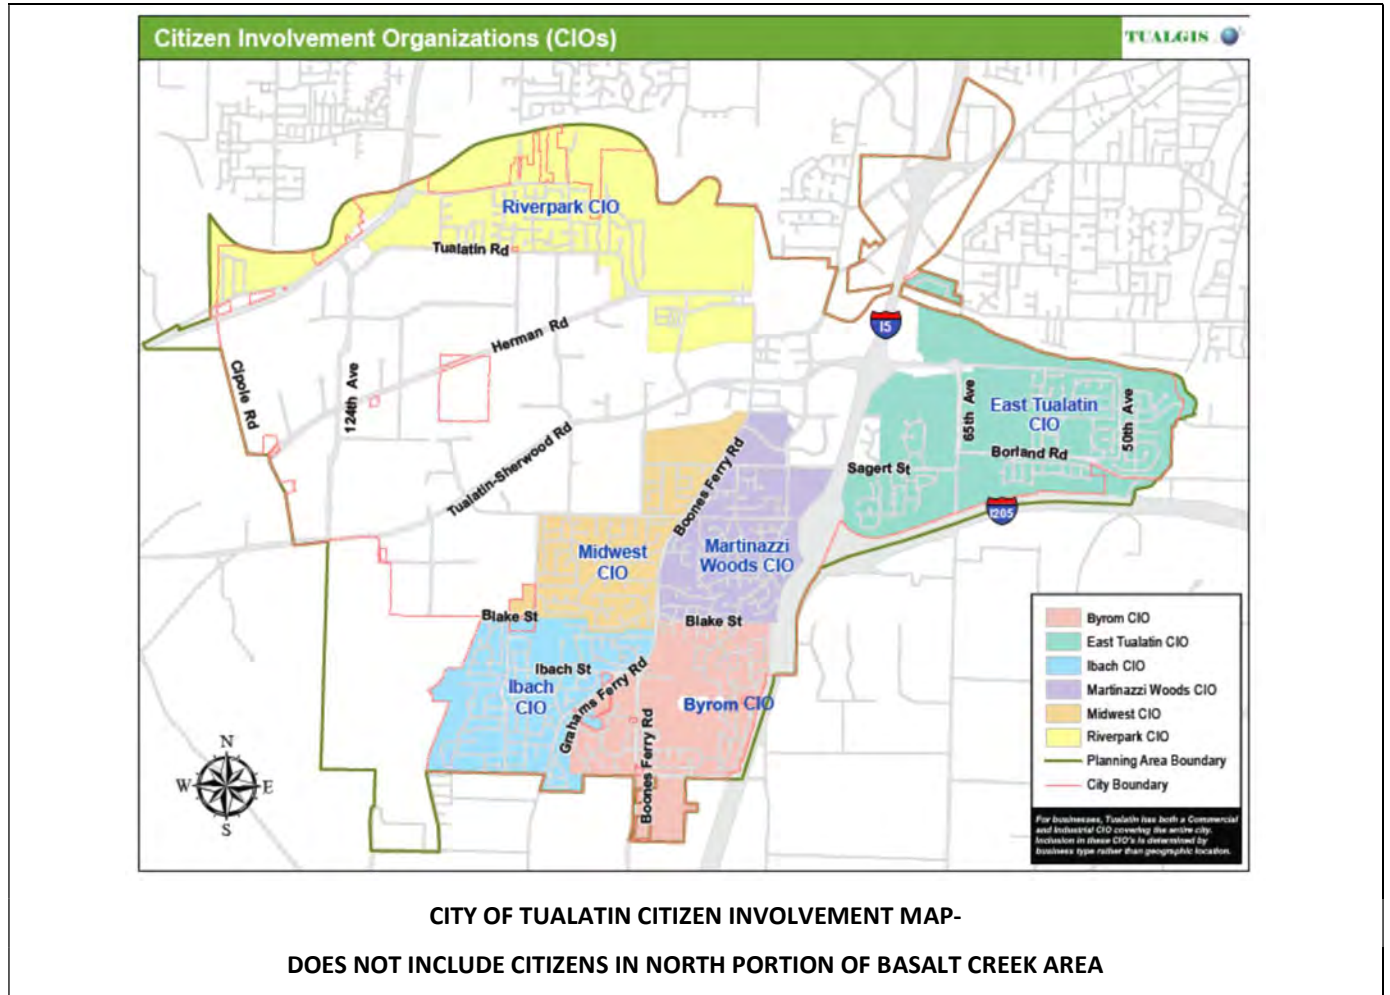 Citizen Involvement Organizations (CIOs)
TUALGIS
Riverpark CIO
Tualatin Rd
Herman Rd
I5
Cipole Rd
124th Ave
65th Ave
East Tualatin
CIO
50th Ave
Tualatin-Sherwood Rd
Boones Ferry Rd
Sagert St
Borland Rd
I205
Midwest
CIO
Martinazzi
Woods CIO
Blake St
Blake St
Ibach St
Ibach
CIO
Grahams Ferry Rd
Byrom CIO
Boones Ferry Rd
N
W
E
S
Byrom CIO
East Tualatin CIO
Ibach CIO
Martinazzi Woods CIO
Midwest CIO
Riverpark CIO
Planning Area Boundary
City Boundary
For businesses, Tualatin has both a Commercial
and Industrial CIO covering the entire city.
Inclusion in these CIO's is determined by
business type rather than geographic location.
CITY OF TUALATIN CITIZEN INVOLVEMENT MAP-
DOES NOT INCLUDE CITIZENS IN NORTH PORTION OF BASALT CREEK AREA